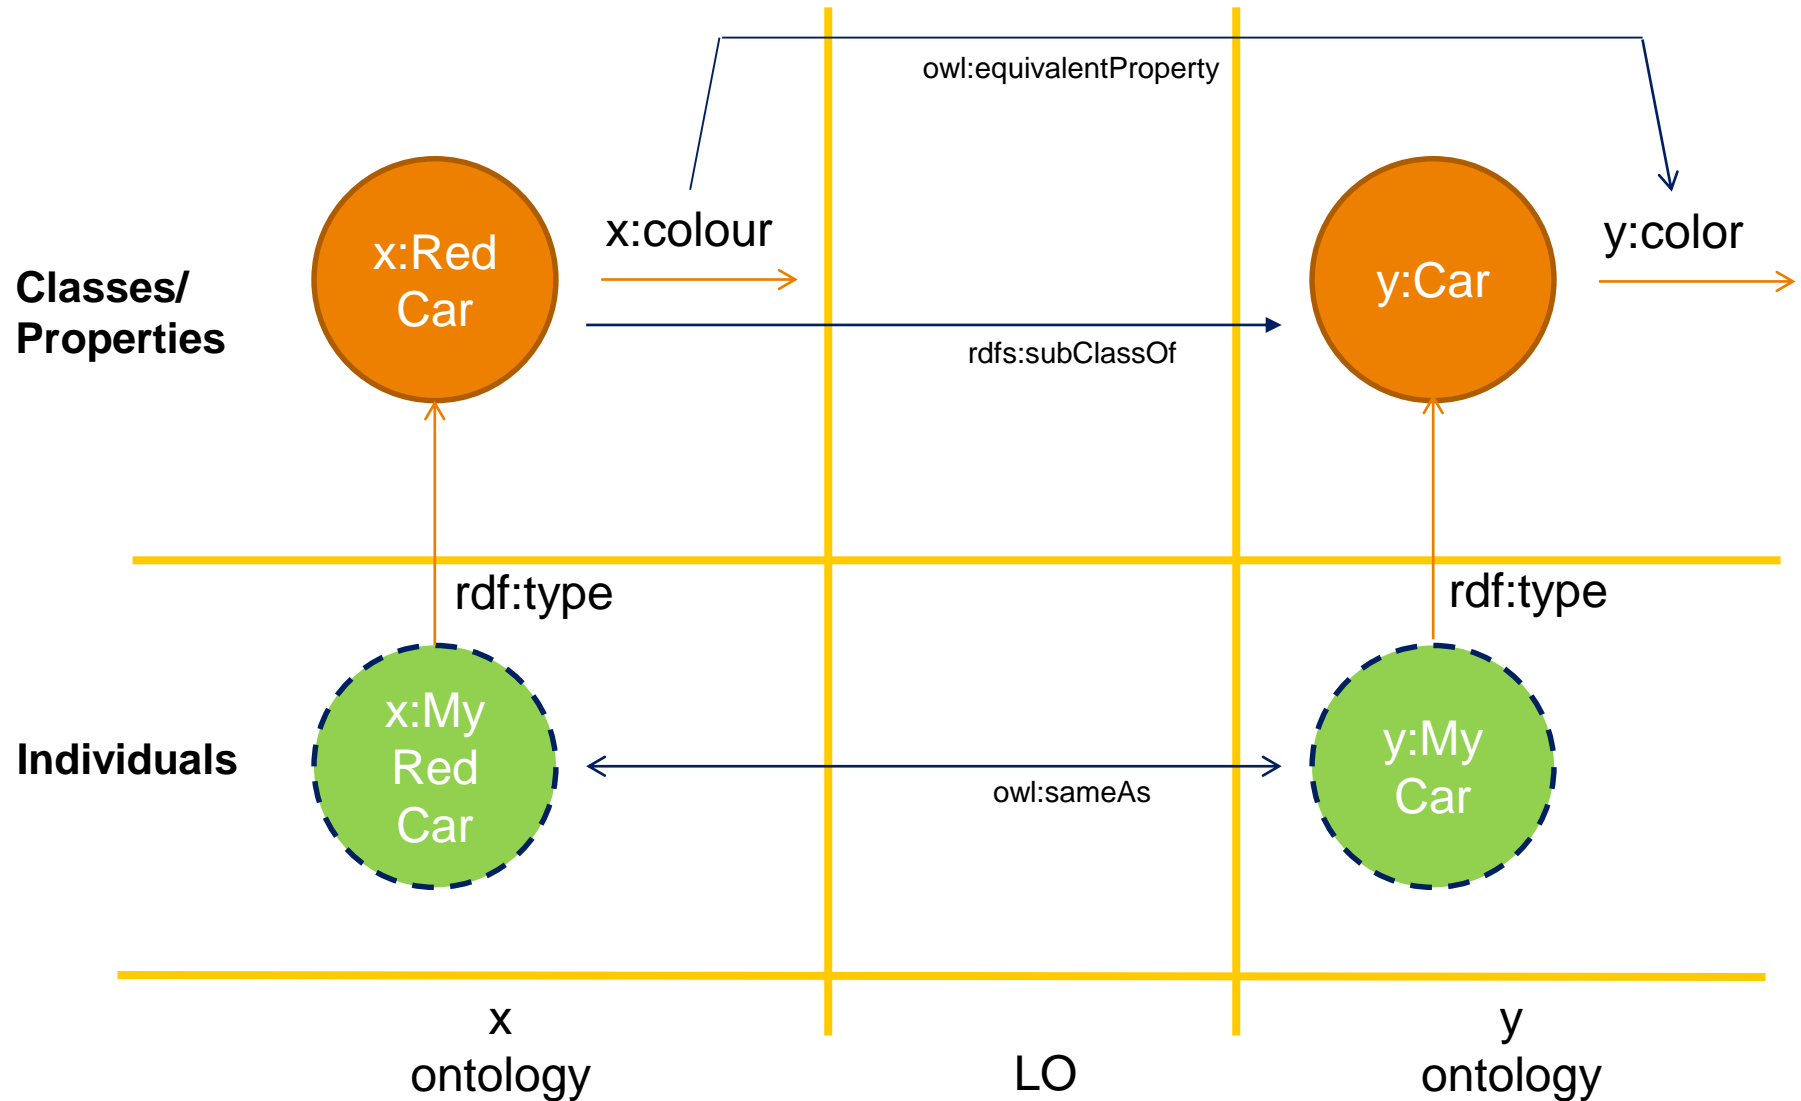 owl:equivalentProperty
x:colour
y:color
x:Red
Car
y:Car
Classes/
Properties
rdfs:subClassOf
rdf:type
rdf:type
x:My
Red
Car
y:My
Car
Individuals
owl:sameAs
x
ontology
LO
y
ontology